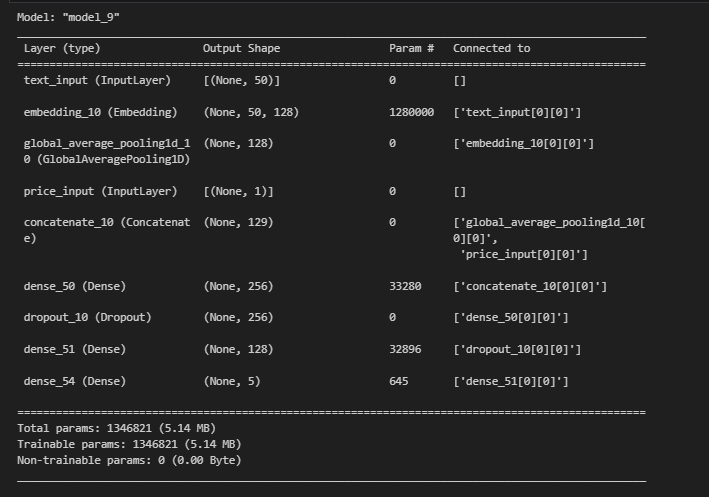 Model: "model_9"
Layer (type) Output Shape Param # Connected to
text_input (InputLayer) [(None, 50)] 0 []
embedding_10 (Embedding) (None, 50, 128) 1280000 ['text_input[0][0]']
global_average_pooling1d_1 (None, 128) 0 ['embedding_10[0][0]']
0 (GlobalAveragePooling1D)
price_input (InputLayer) [(None, 1)] 0 []
concatenate_10 (Concatenat (None, 129) 0 ['global_average_pooling1d_10[
e) 0][0]',
'price_input[0][0]']
dense_50 (Dense) (None, 256) 33280 ['concatenate_10[0][0]']
dropout_10 (Dropout) (None, 256) 0 ['dense_50[0][0]']
dense_51 (Dense) (None, 128) 32896 ['dropout_10[0][0]']
dense_54 (Dense) (None, 5) 645 ['dense_51[0][0]']
Total params: 1346821 (5.14 MB)
Trainable params: 1346821 (5.14 MB)
Non-trainable params: 0 (0.00 Byte)